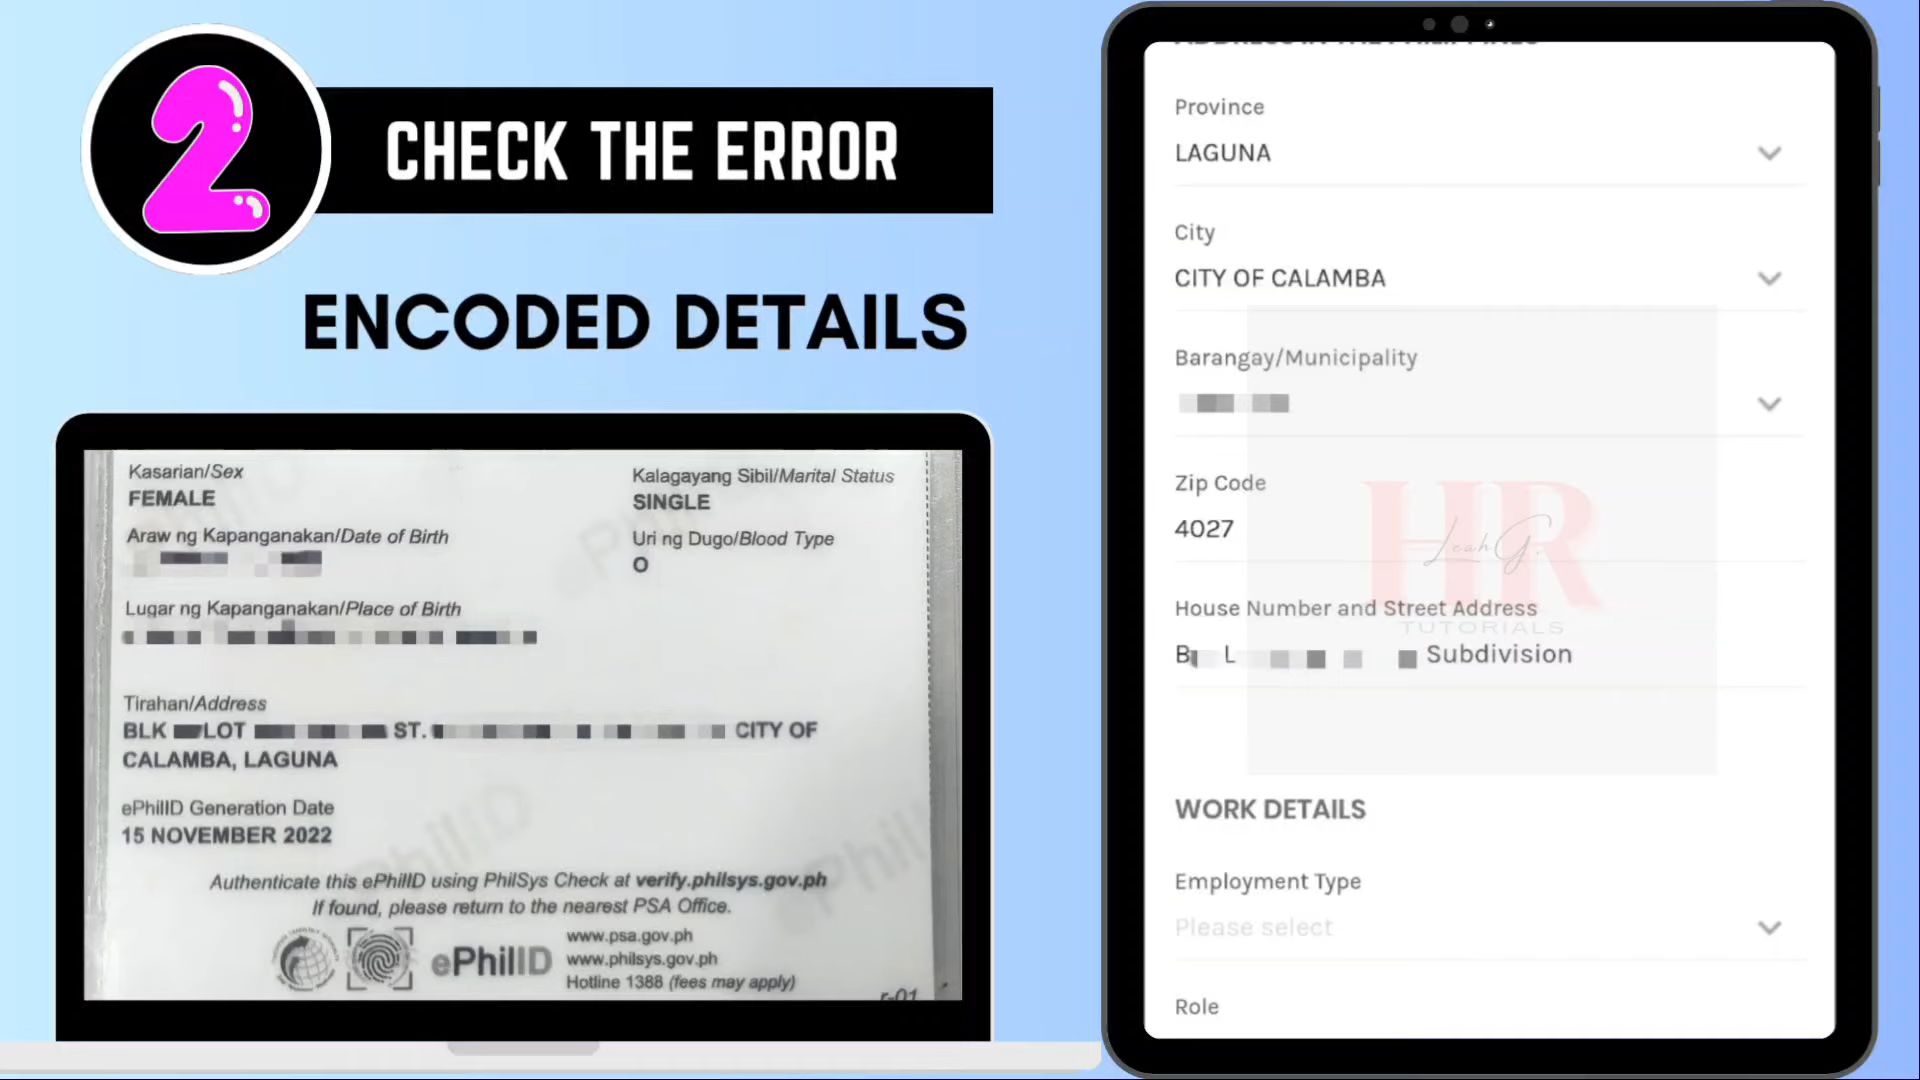 2
CHECK THE ERROR
ENCODED DETAILS
Kasarian/Sex
FEMALE
Kalagayang Sibil/Marital Status
SINGLE
Araw ng Kapanganakan/Date of Birth
Uri ng Dugo/Blood Type
O
Lugar ng Kapanganakan/Place of Birth
Tirahan/Address
BLK LOT ST. CITY OF
CALAMBA, LAGUNA
ePhilID Generation Date
15 NOVEMBER 2022
Authenticate this ePhilID using PhilSys Check at verify.philsys.gov.ph
If found, please return to the nearest PSA Office.
ePhilID
www.psa.gov.ph
www.philsys.gov.ph
Hotline 1388 (fees may apply)
r-01
Province
LAGUNA
City
CITY OF CALAMBA
Barangay/Municipality
Zip Code
4027
House Number and Street Address
B L Subdivision
WORK DETAILS
Employment Type
Please select
Role
HR
Leah G.
TUTORIALS